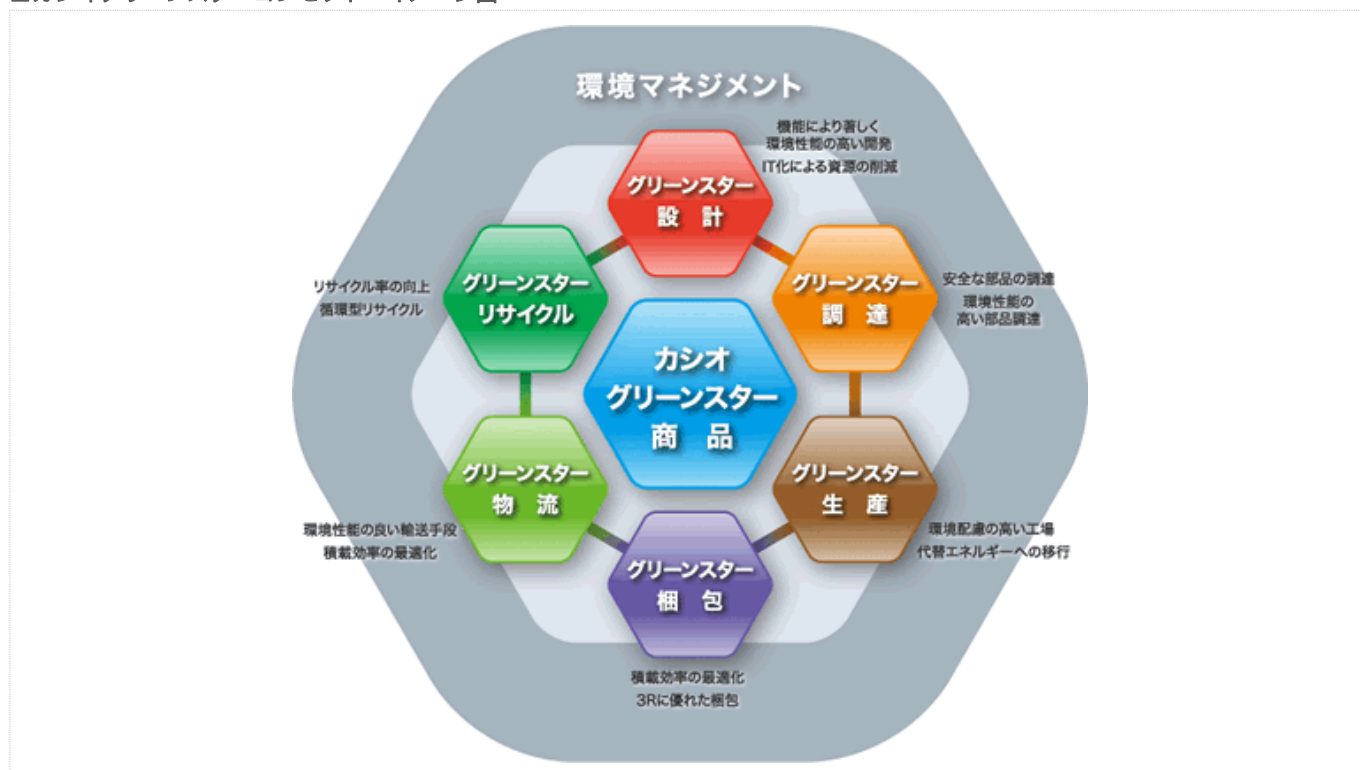 環境マネジメント
機能により著しく
環境性能の高い開発
IT化による資源の削減
グリーンスター
設 計
グリーンスター
リサイクル
リサイクル率の向上
循環型リサイクル
グリーンスター
調 達
安全な部品の調達
環境性能の
高い部品調達
カシオ
グリーンスター
商 品
グリーンスター
物 流
環境性能の良い輸送手段
積載効率の最適化
グリーンスター
生 産
環境配慮の高い工場
代替エネルギーへの移行
グリーンスター
梱 包
積載効率の最適化
3Rに優れた梱包